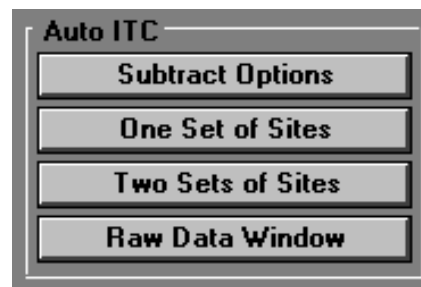 Auto ITC
Subtract Options
One Set of Sites
Two Sets of Sites
Raw Data Window